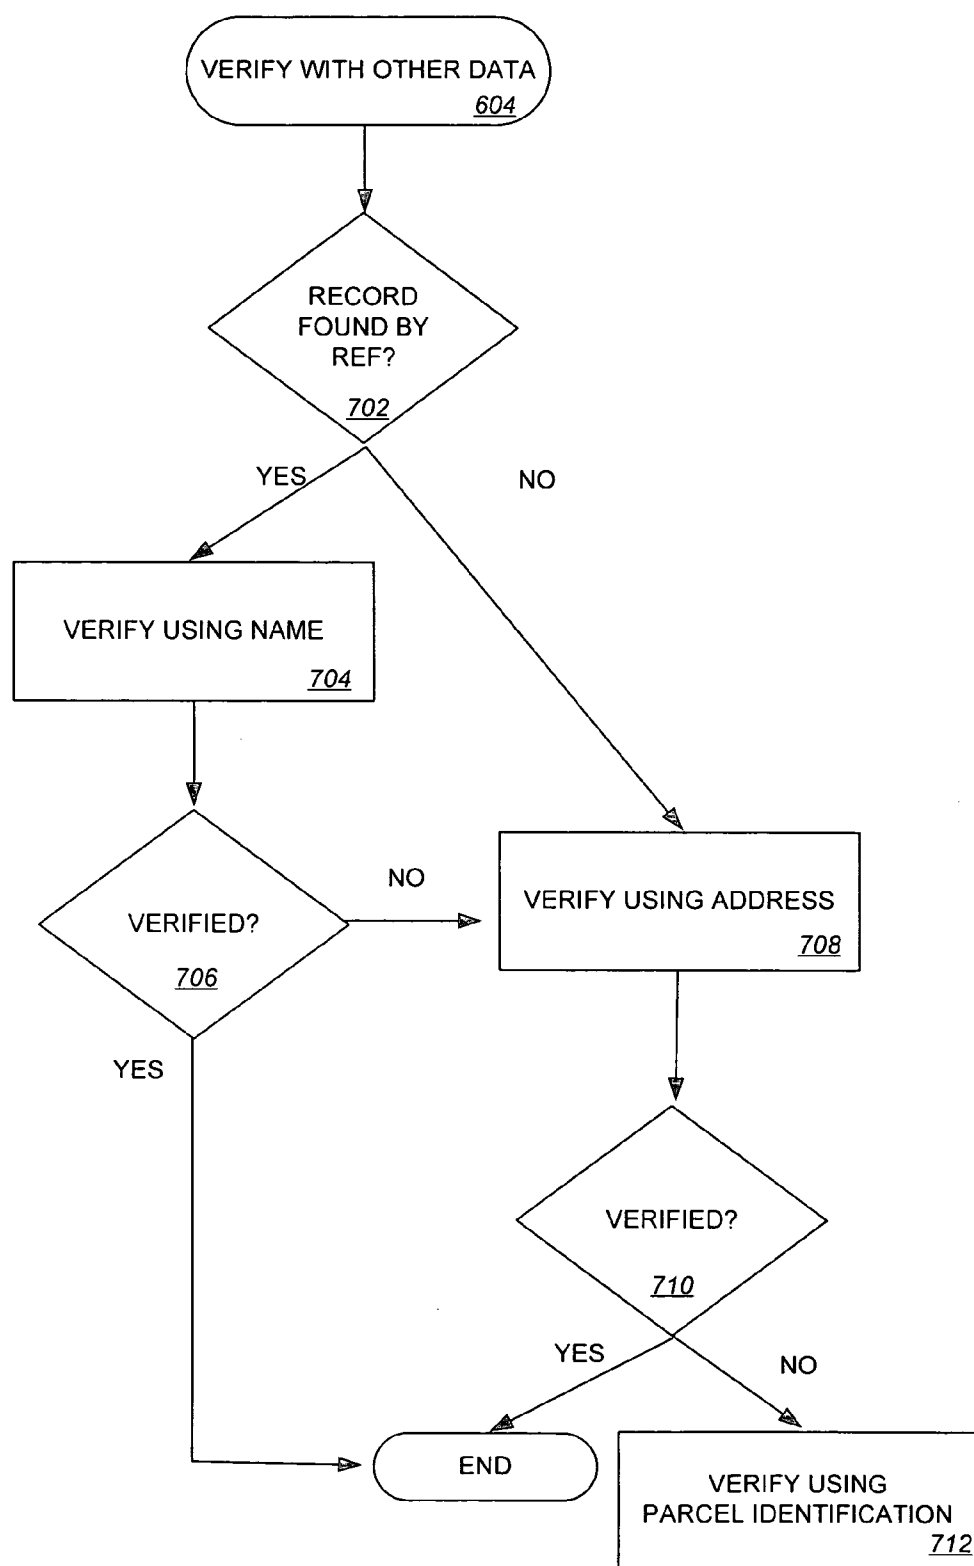 VERIFY WITH OTHER DATA
604
RECORD
FOUND BY
REF?
702
YES
NO
VERIFY USING NAME
704
VERIFIED?
706
NO
VERIFY USING ADDRESS
708
YES
VERIFIED?
710
YES
NO
END
VERIFY USING
PARCEL IDENTIFICATION
712